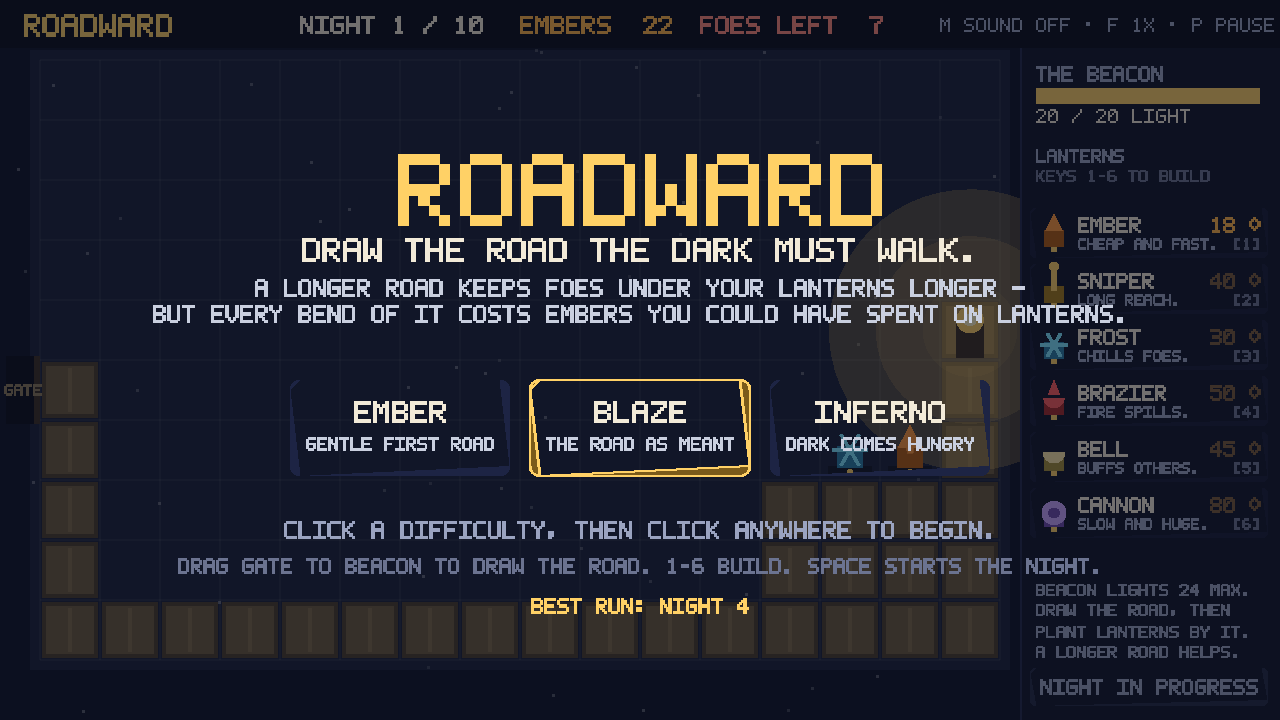 ROADWARD
NIGHT 1 / 10 EMBERS 22 FOES LEFT 7
M SOUND OFF • F 1X • P PAUSE
THE BEACON
20 / 20 LIGHT
LANTERNS
KEYS 1-6 TO BUILD
EMBER 18
CHEAP AND FAST. [1]
SNIPER 40
LONG REACH. [2]
FROST 30
CHILLS FOES. [3]
BRAZIER 50
FIRE SPILLS. [4]
BELL 45
BUFFS OTHERS. [5]
CANNON 80
SLOW AND HUGE. [6]
BEACON LIGHTS 24 MAX.
DRAW THE ROAD, THEN
PLANT LANTERNS BY IT.
A LONGER ROAD HELPS.
NIGHT IN PROGRESS
GATE
ROADWARD
DRAW THE ROAD THE DARK MUST WALK.
A LONGER ROAD KEEPS FOES UNDER YOUR LANTERNS LONGER —
BUT EVERY BEND OF IT COSTS EMBERS YOU COULD HAVE SPENT ON LANTERNS.
EMBER
GENTLE FIRST ROAD
BLAZE
THE ROAD AS MEANT
INFERNO
DARK COMES HUNGRY
CLICK A DIFFICULTY, THEN CLICK ANYWHERE TO BEGIN.
DRAG GATE TO BEACON TO DRAW THE ROAD. 1-6 BUILD. SPACE STARTS THE NIGHT.
BEST RUN: NIGHT 4